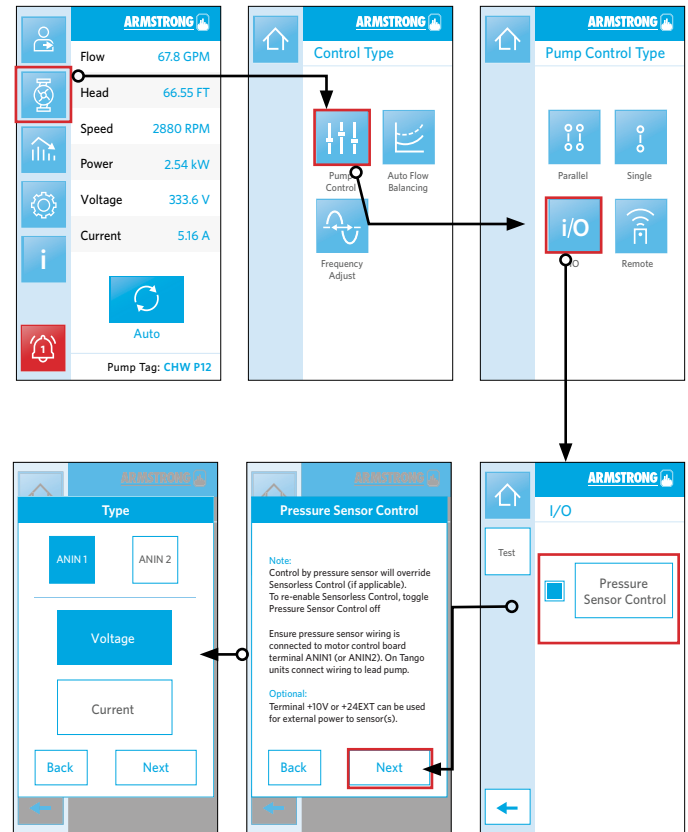 ARMSTRONG
Flow 67.8 GPM
Head 66.55 FT
Speed 2880 RPM
Power 2.54 kW
Voltage 333.6 V
Current 5.16 A
i
Auto
1
Pump Tag: CHW P12
ARMSTRONG
Control Type
Pump
Control
Auto Flow
Balancing
Frequency
Adjust
ARMSTRONG
Pump Control Type
Parallel
Single
i/O
Remote
ARMSTRONG
Type
ANIN 1
ANIN 2
Voltage
Current
Back
Next
ARMSTRONG
Pressure Sensor Control
Note:
Control by pressure sensor will override
Sensorless Control (if applicable).
To re-enable Sensorless Control, toggle
Pressure Sensor Control off
Ensure pressure sensor wiring is
connected to motor control board
terminal ANIN1 (or ANIN2). On Tango
units connect wiring to lead pump.
Optional:
Terminal +10V or +24EXT can be used
for external power to sensor(s).
Back
Next
ARMSTRONG
I/O
Test
Pressure
Sensor Control